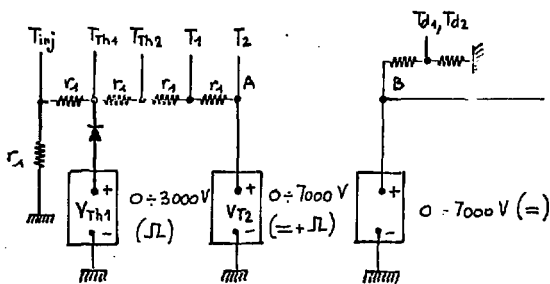 Tinj TTh1 TTh2 T1 T2 Td1, Td2
r1 r1 r1 r1 A B
r1
+ + +
VTh1 0÷3000V VT2 0÷7000V 0÷7000V (=)
(⎍) (=+⎍)
- - -